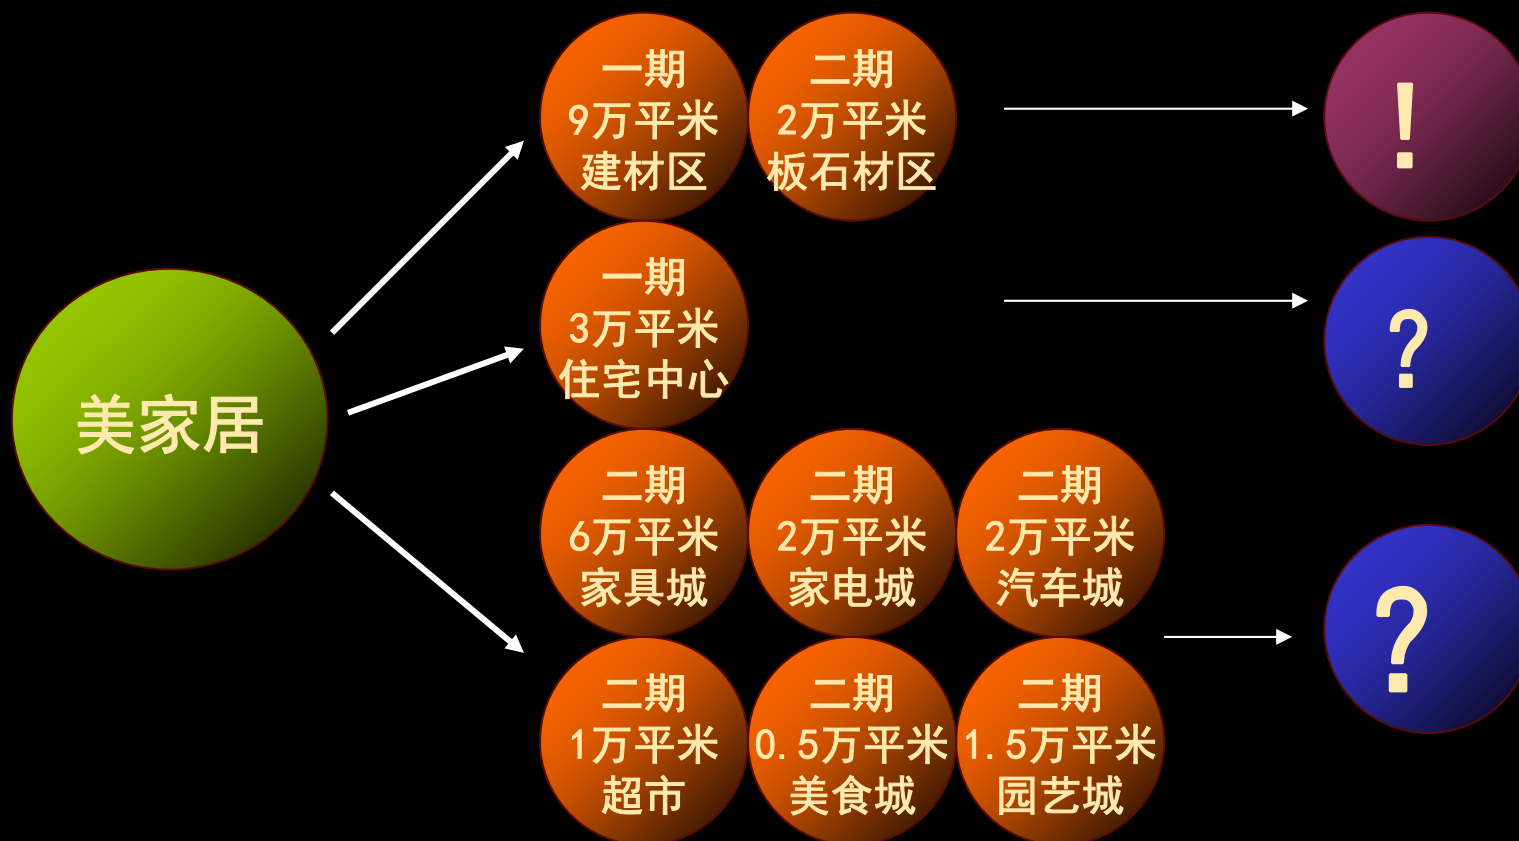 美家居
一期
9万平米
建材区
二期
2万平米
板石材区
!
一期
3万平米
住宅中心
?
二期
6万平米
家具城
二期
2万平米
家电城
二期
2万平米
汽车城
二期
1万平米
超市
二期
0.5万平米
美食城
二期
1.5万平米
园艺城
?